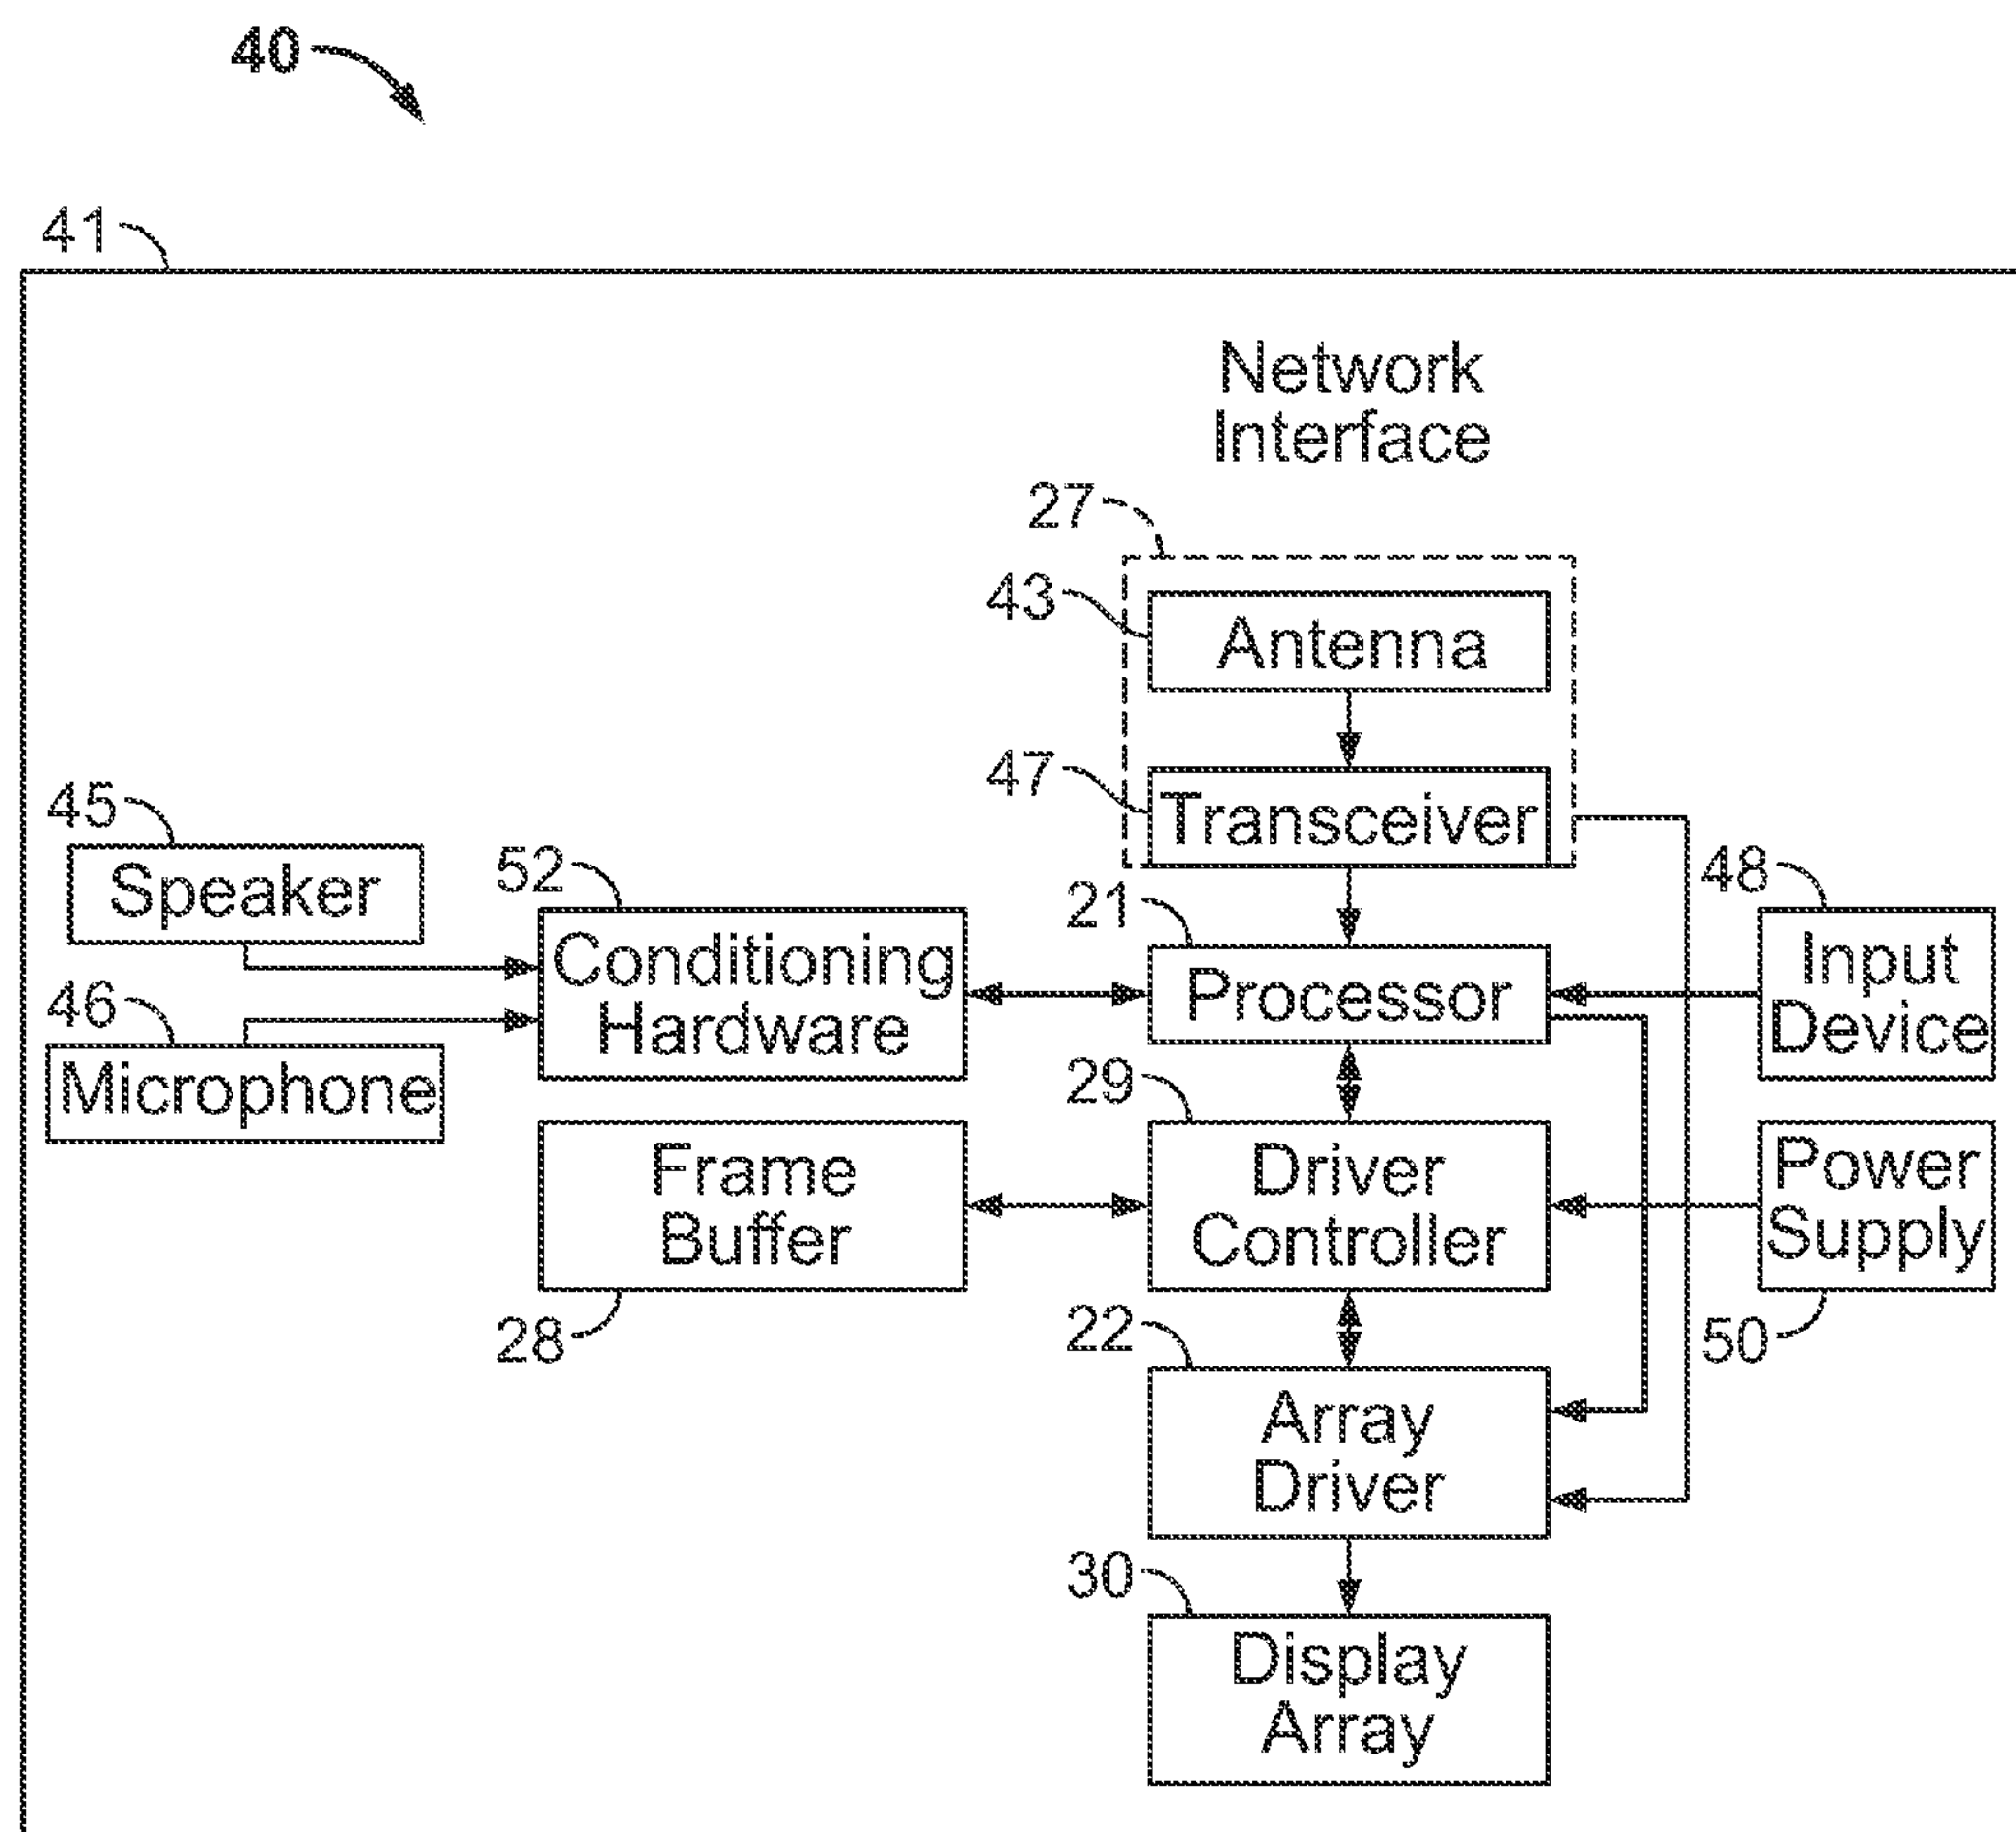 40
41
Network
Interface
27
43
Antenna
47
Transceiver
45
Speaker
52
Conditioning
Hardware
46
Microphone
21
Processor
48
Input
Device
29
Driver
Controller
Frame
Buffer
28
Power
Supply
50
22
Array
Driver
30
Display
Array